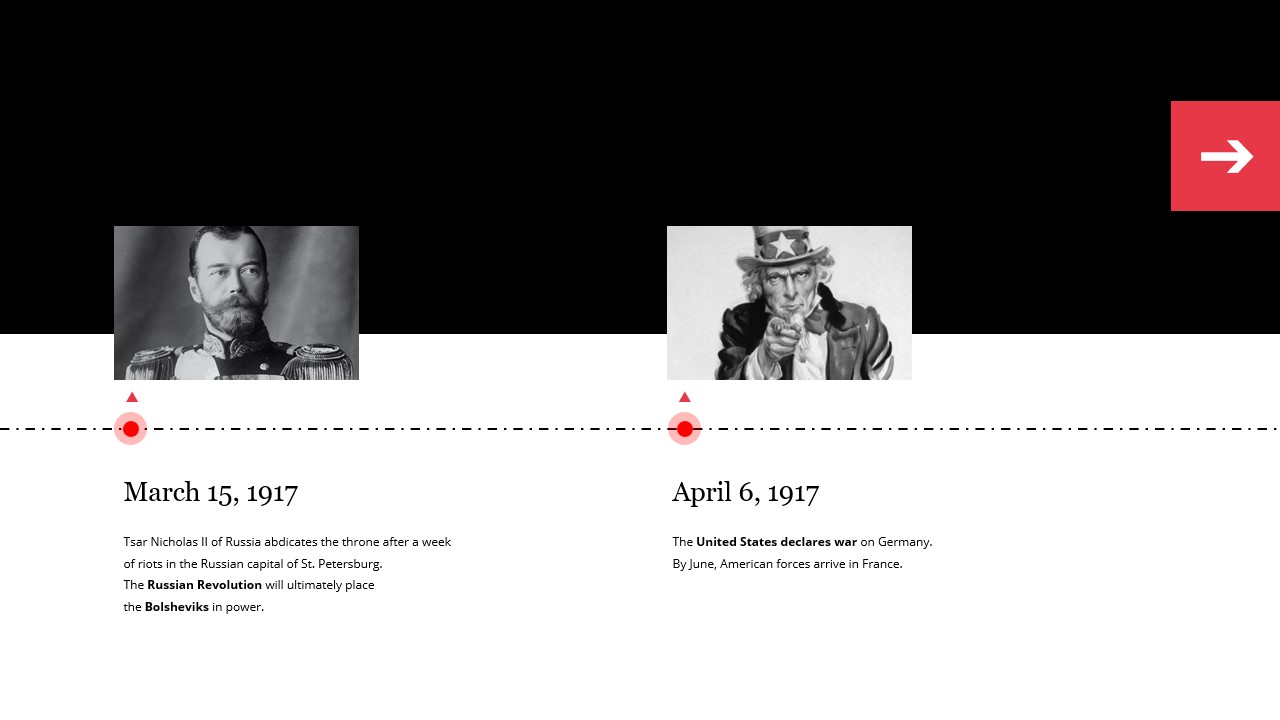 March 15, 1917
Tsar Nicholas II of Russia abdicates the throne after a week
of riots in the Russian capital of St. Petersburg.
The Russian Revolution will ultimately place
the Bolsheviks in power.
April 6, 1917
The United States declares war on Germany.
By June, American forces arrive in France.